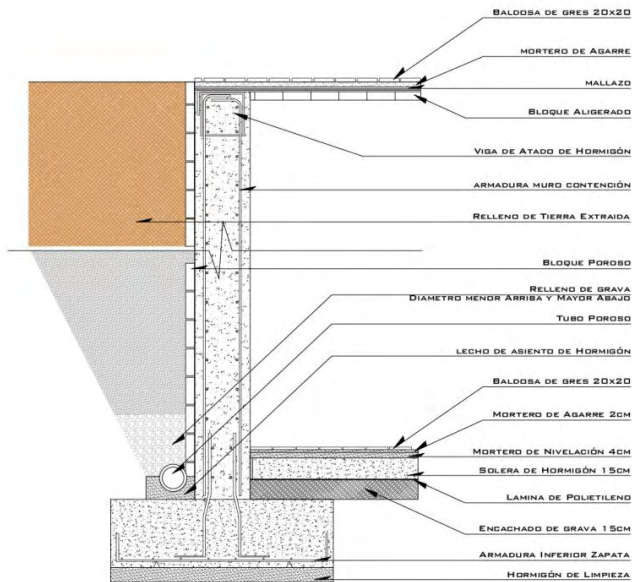 BALDOSA DE GRES 20x20
MORTERO DE AGARRE
MALLAZO
BLOQUE ALIGERADO
VIGA DE ATADO DE HORMIGÓN
ARMADURA MURO CONTENCIÓN
RELLENO DE TIERRA EXTRAIDA
BLOQUE POROSO
RELLENO DE GRAVA
DIAMETRO MENOR ARRIBA Y MAYOR ABAJO
TUBO POROSO
LECHO DE ASIENTO DE HORMIGÓN
BALDOSA DE GRES 20x20
MORTERO DE AGARRE 2CM
MORTERO DE NIVELACIÓN 4CM
SOLERA DE HORMIGÓN 15CM
LAMINA DE POLIETILENO
ENCACHADO DE GRAVA 15CM
ARMADURA INFERIOR ZAPATA
HORMIGÓN DE LIMPIEZA